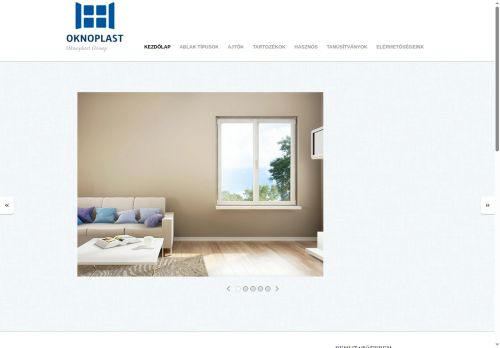 OKNOPLAST
Oknoplast Group
KEZDŐLAP ABLAK TÍPUSOK AJTÓK TARTOZÉKOK HASZNOS TANÚSÍTVÁNYOK ELÉRHETŐSÉGEINK
« »